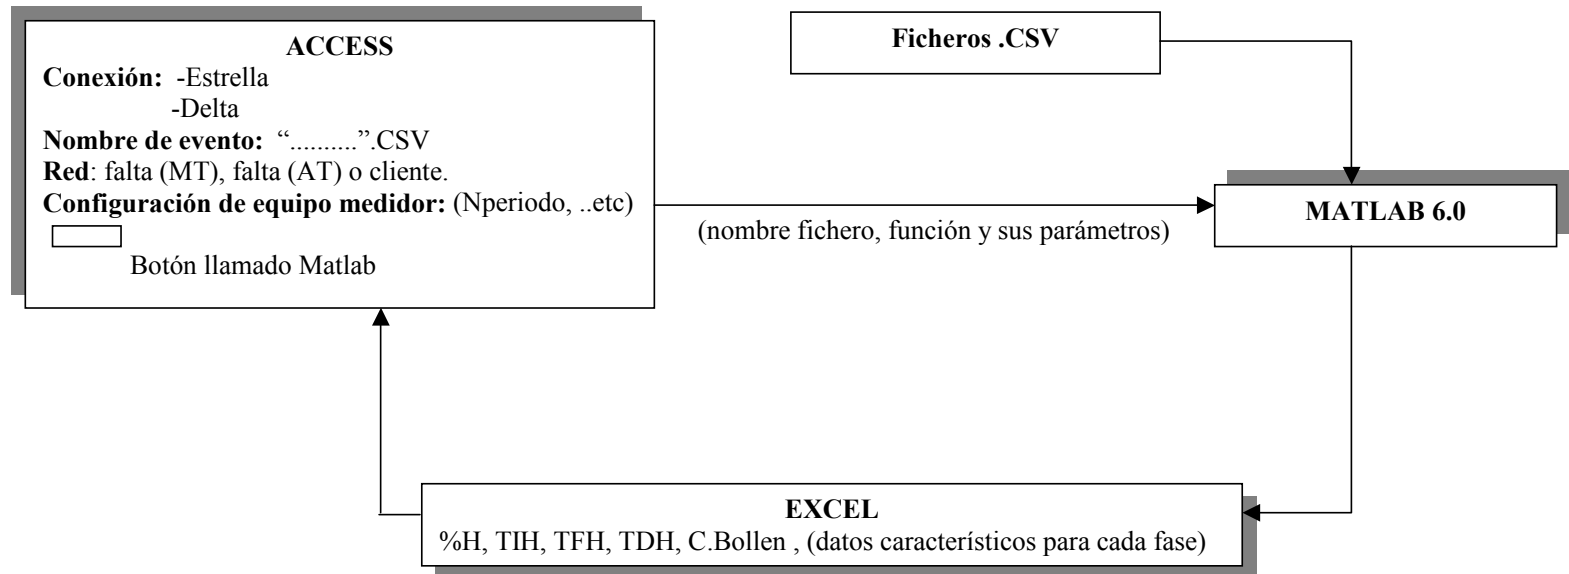 ACCESS
Conexión: -Estrella
-Delta
Nombre de evento: “..........”.CSV
Red: falta (MT), falta (AT) o cliente.
Configuración de equipo medidor: (Nperiodo, ..etc)
Botón llamado Matlab
Ficheros .CSV
(nombre fichero, función y sus parámetros)
MATLAB 6.0
EXCEL
%H, TIH, TFH, TDH, C.Bollen , (datos característicos para cada fase)